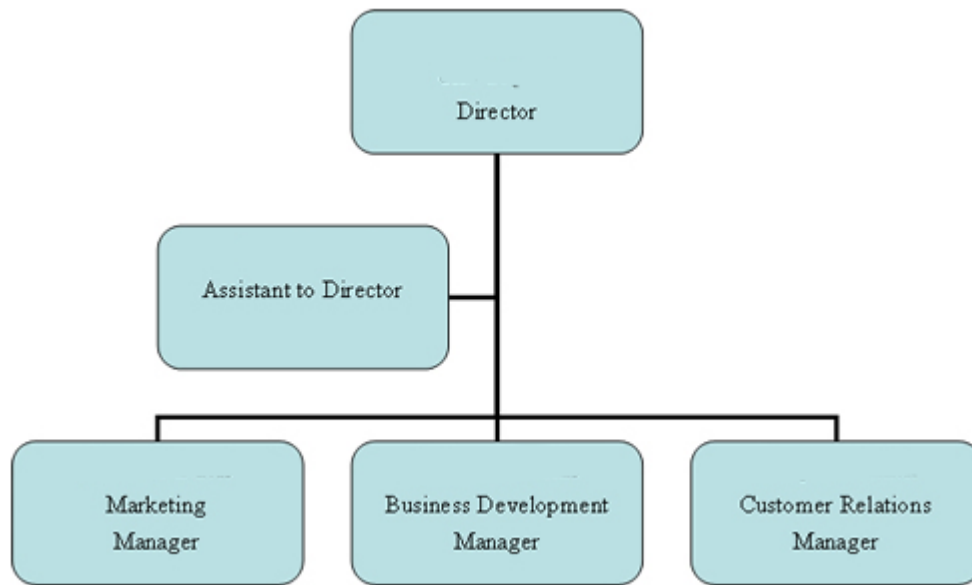 Director
Assistant to Director
Marketing
Manager
Business Development
Manager
Customer Relations
Manager